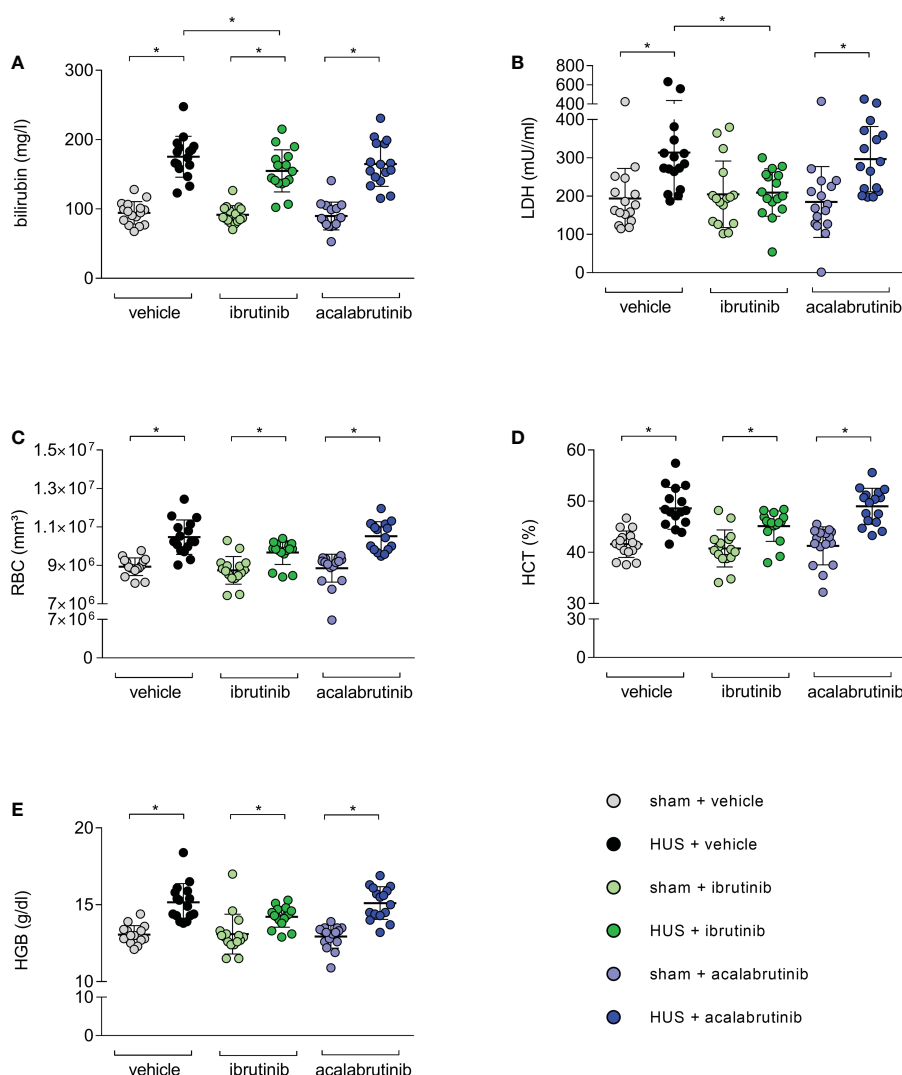 *
*
*
*
A
300
200
100
0
bilirubin (mg/l)
vehicle
ibrutinib
acalabrutinib
*
*
*
B
800
600
400
400
300
200
100
0
LDH (mU//ml)
vehicle
ibrutinib
acalabrutinib
*
*
*
C
1.5×10⁷
1.3×10⁷
1.1×10⁷
9×10⁶
7×10⁶
7×10⁶
0
RBC (mm³)
vehicle
ibrutinib
acalabrutinib
*
*
*
D
60
50
40
30
30
0
HCT (%)
vehicle
ibrutinib
acalabrutinib
*
*
*
E
20
15
10
10
0
HGB (g/dl)
vehicle
ibrutinib
acalabrutinib
sham + vehicle
HUS + vehicle
sham + ibrutinib
HUS + ibrutinib
sham + acalabrutinib
HUS + acalabrutinib